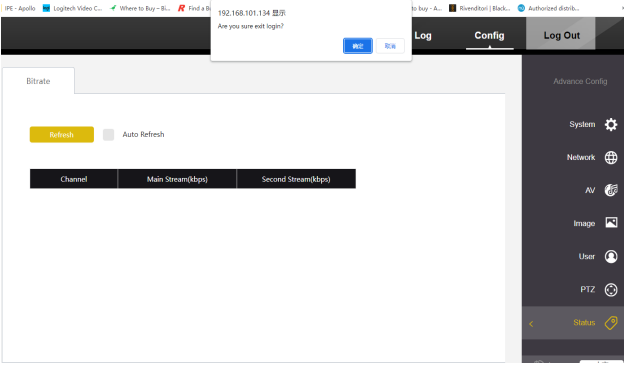 IPE - Apollo Logitech Video C... Where to Buy – Bi... Find a B to buy - A... Rivenditori | Black... Authorized distrib...
192.168.101.134 显示
Are you sure exit login?
确定 取消
Log Config Log Out
Bitrate
Advance Config
Refresh Auto Refresh
System
Network
Channel Main Stream(kbps) Second Stream(kbps)
AV
Image
User
PTZ
< Status